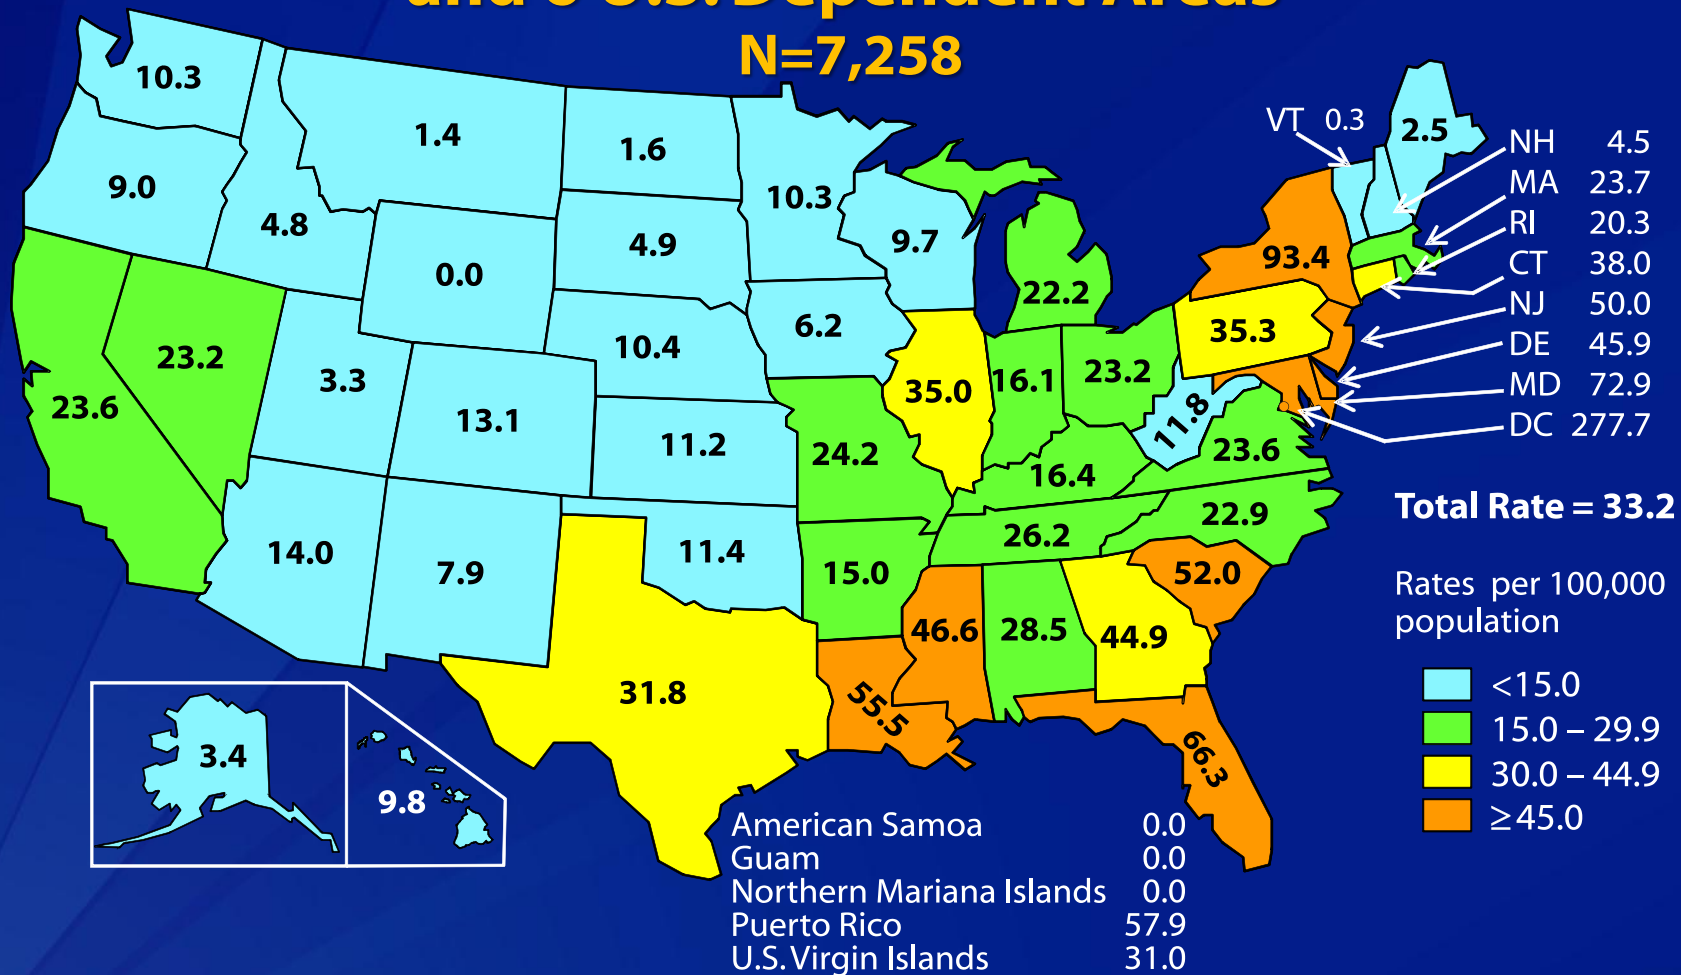 and 6 U.S. Dependent Areas
N=7,258
10.3
1.4
1.6
VT 0.3
2.5
NH 4.5
MA 23.7
RI 20.3
CT 38.0
NJ 50.0
DE 45.9
MD 72.9
DC 277.7
9.0
4.8
10.3
9.7
4.9
0.0
93.4
22.2
6.2
35.3
23.2
10.4
3.3
35.0
16.1
23.2
23.6
13.1
11.8
11.2
24.2
23.6
16.4
22.9
26.2
14.0
7.9
11.4
15.0
52.0
46.6
28.5
44.9
31.8
55.5
66.3
3.4
9.8
Total Rate = 33.2
Rates per 100,000
population
<15.0
15.0 – 29.9
30.0 – 44.9
≥45.0
American Samoa 0.0
Guam 0.0
Northern Mariana Islands 0.0
Puerto Rico 57.9
U.S. Virgin Islands 31.0